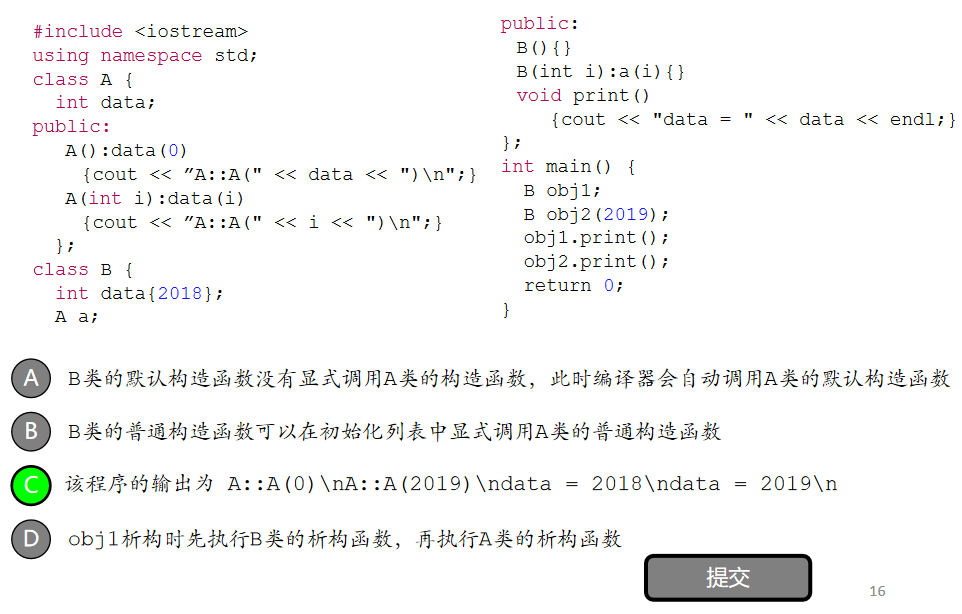 #include <iostream>
using namespace std;
class A {
int data;
public:
A():data(0)
{cout << ”A::A(" << data << ")\n";}
A(int i):data(i)
{cout << ”A::A(" << i << ")\n";}
};
class B {
int data{2018};
A a;
public:
B(){}
B(int i):a(i){}
void print()
{cout << "data = " << data << endl;}
};
int main() {
B obj1;
B obj2(2019);
obj1.print();
obj2.print();
return 0;
}
A B类的默认构造函数没有显式调用A类的构造函数，此时编译器会自动调用A类的默认构造函数
B B类的普通构造函数可以在初始化列表中显式调用A类的普通构造函数
C 该程序的输出为 A::A(0)\nA::A(2019)\ndata = 2018\ndata = 2019\n
D obj1析构时先执行B类的析构函数，再执行A类的析构函数
提交
16